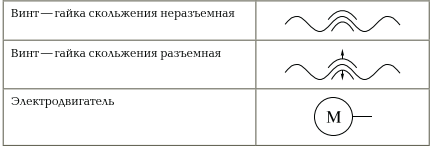 Винт—гайка скольжения неразъемная
Винт—гайка скольжения разъемная
Электродвигатель
М